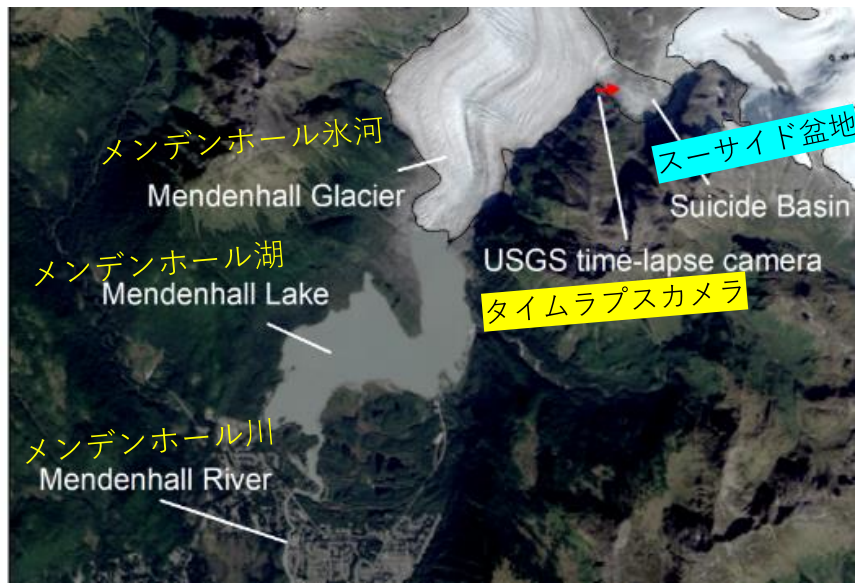 メンデンホール氷河
Mendenhall Glacier
スーサイド盆地
Suicide Basin
メンデンホール湖
Mendenhall Lake
USGS time-lapse camera
タイムラプスカメラ
メンデンホール川
Mendenhall River